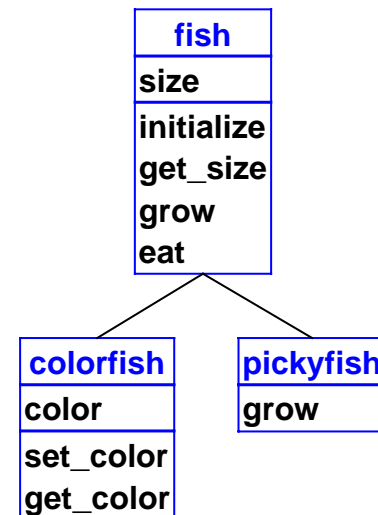 fish
size
initialize
get_size
grow
eat
colorfish
color
set_color
get_color
pickyfish
grow